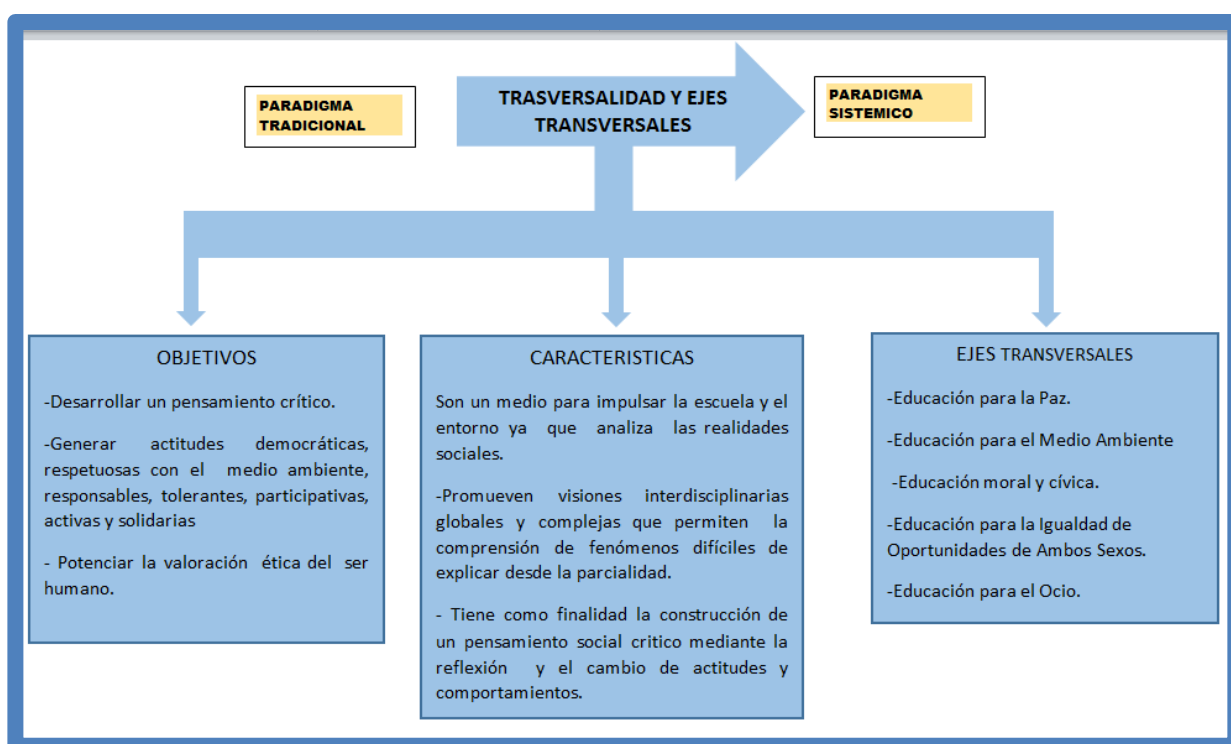 PARADIGMA
TRADICIONAL
TRASVERSALIDAD Y EJES
TRANSVERSALES
PARADIGMA
SISTEMICO
OBJETIVOS
-Desarrollar un pensamiento crítico.
-Generar actitudes democráticas,
respetuosas con el medio ambiente,
responsables, tolerantes, participativas,
activas y solidarias
- Potenciar la valoración ética del ser
humano.
CARACTERISTICAS
Son un medio para impulsar la escuela y el
entorno ya que analiza las realidades
sociales.
-Promueven visiones interdisciplinarias
globales y complejas que permiten la
comprensión de fenómenos difíciles de
explicar desde la parcialidad.
- Tiene como finalidad la construcción de
un pensamiento social critico mediante la
reflexión y el cambio de actitudes y
comportamientos.
EJES TRANSVERSALES
-Educación para la Paz.
-Educación para el Medio Ambiente
-Educación moral y cívica.
-Educación para la Igualdad de
Oportunidades de Ambos Sexos.
-Educación para el Ocio.